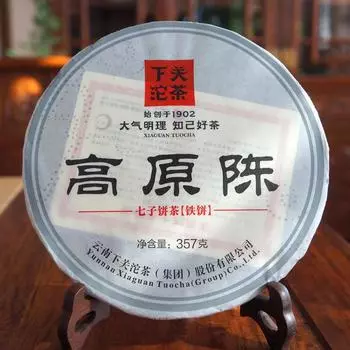 下关
沱茶
始创于1902
XIAGUAN TUOCHA
大气明理 知己好茶
高原陈
七子饼茶【铁饼】
净含量：357克
云南下关沱茶（集团）股份有限公司
Yunnan Xiaguan Tuocha(Group)Co.,Ltd.